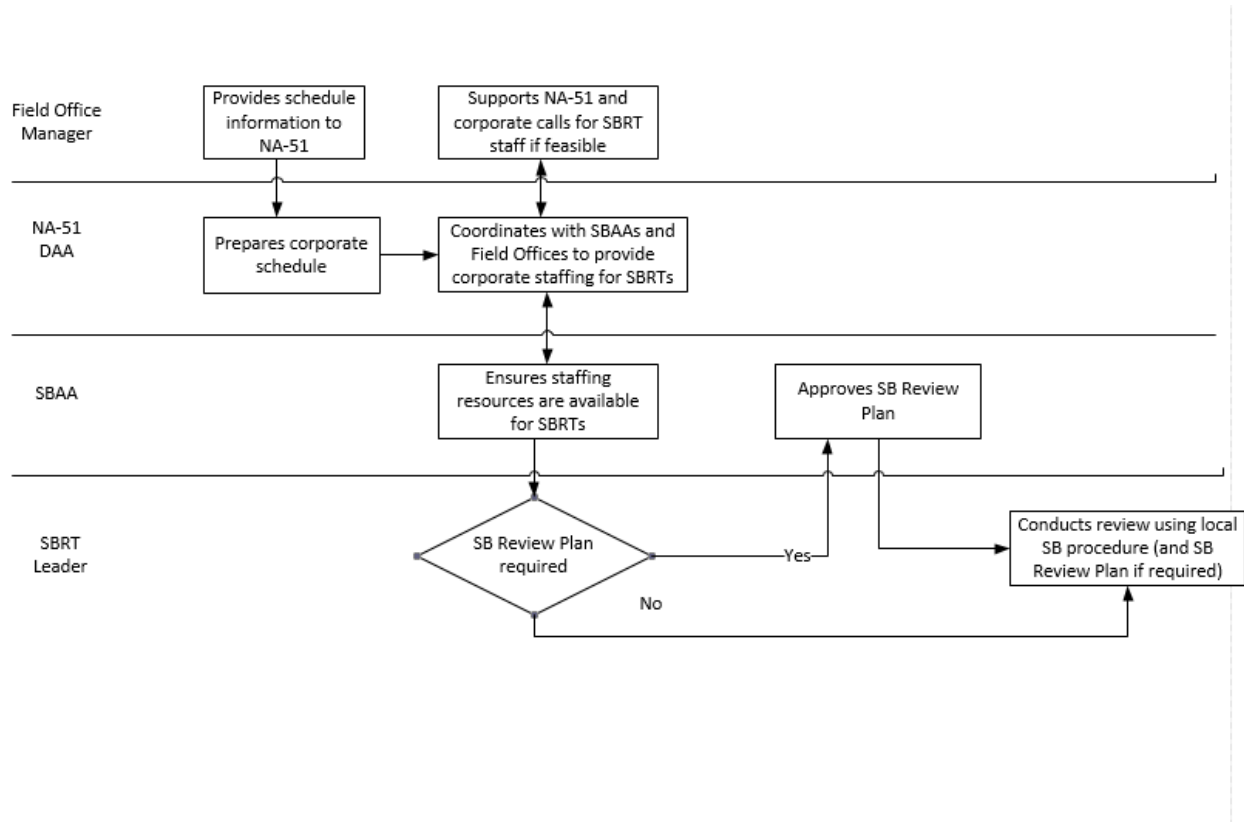 Field Office
Manager
Provides schedule
information to
NA-51
Supports NA-51 and
corporate calls for SBRT
staff if feasible
NA-51
DAA
Prepares corporate
schedule
Coordinates with SBAAs and
Field Offices to provide
corporate staffing for SBRTs
SBAA
Ensures staffing
resources are available
for SBRTs
Approves SB Review
Plan
SBRT
Leader
SB Review Plan
required
Yes
No
Conducts review using local
SB procedure (and SB
Review Plan if required)